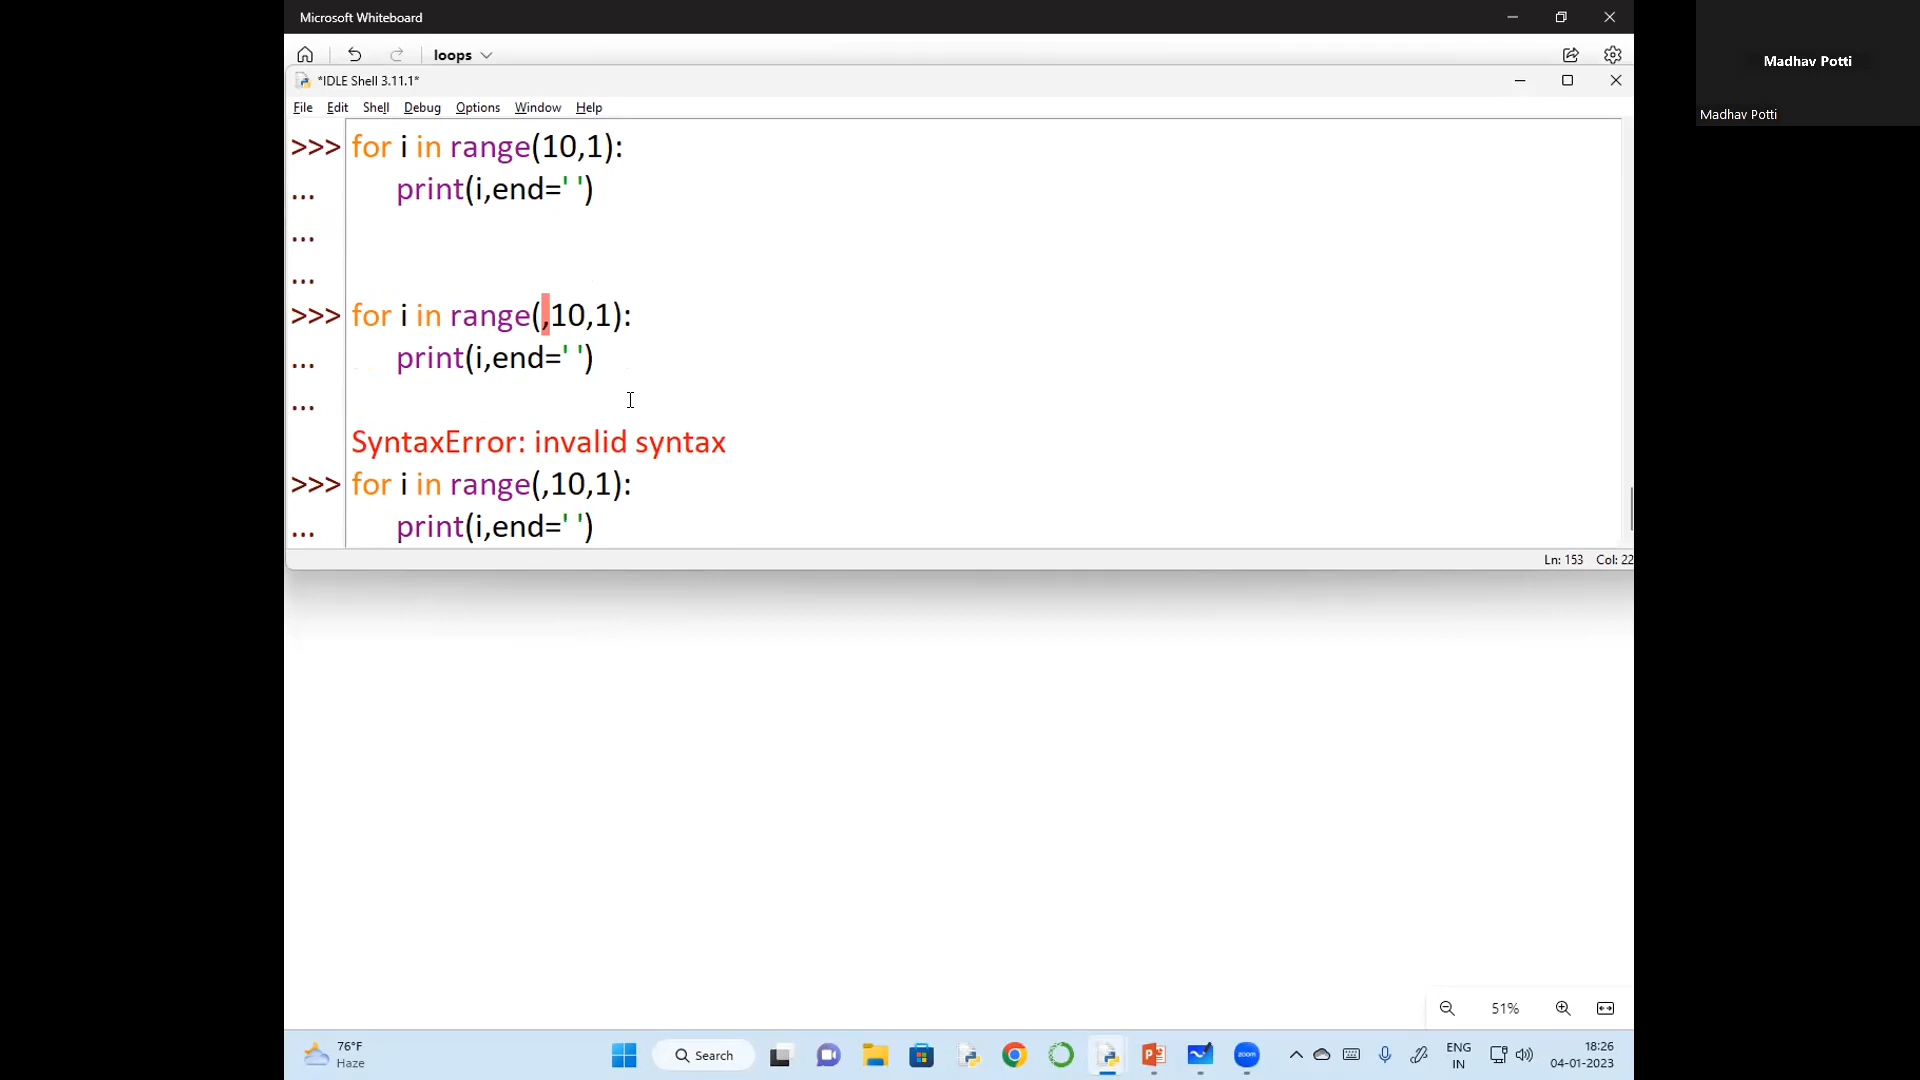 Microsoft Whiteboard
loops
*IDLE Shell 3.11.1*
File Edit Shell Debug Options Window Help
>>> for i in range(10,1):
... print(i,end=' ')
...
...
>>> for i in range(,10,1):
... print(i,end=' ')
...
SyntaxError: invalid syntax
>>> for i in range(,10,1):
... print(i,end=' ')
Ln: 153 Col: 22
Madhav Potti
Madhav Potti
51%
76°F
Haze
Search
zoom
ENG
IN
18:26
04-01-2023